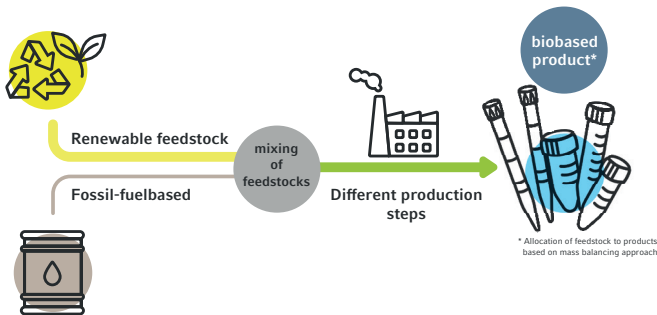 biobased
product*
Renewable feedstock
mixing
of
feedstocks
Fossil-fuelbased
Different production
steps
* Allocation of feedstock to products
based on mass balancing approach